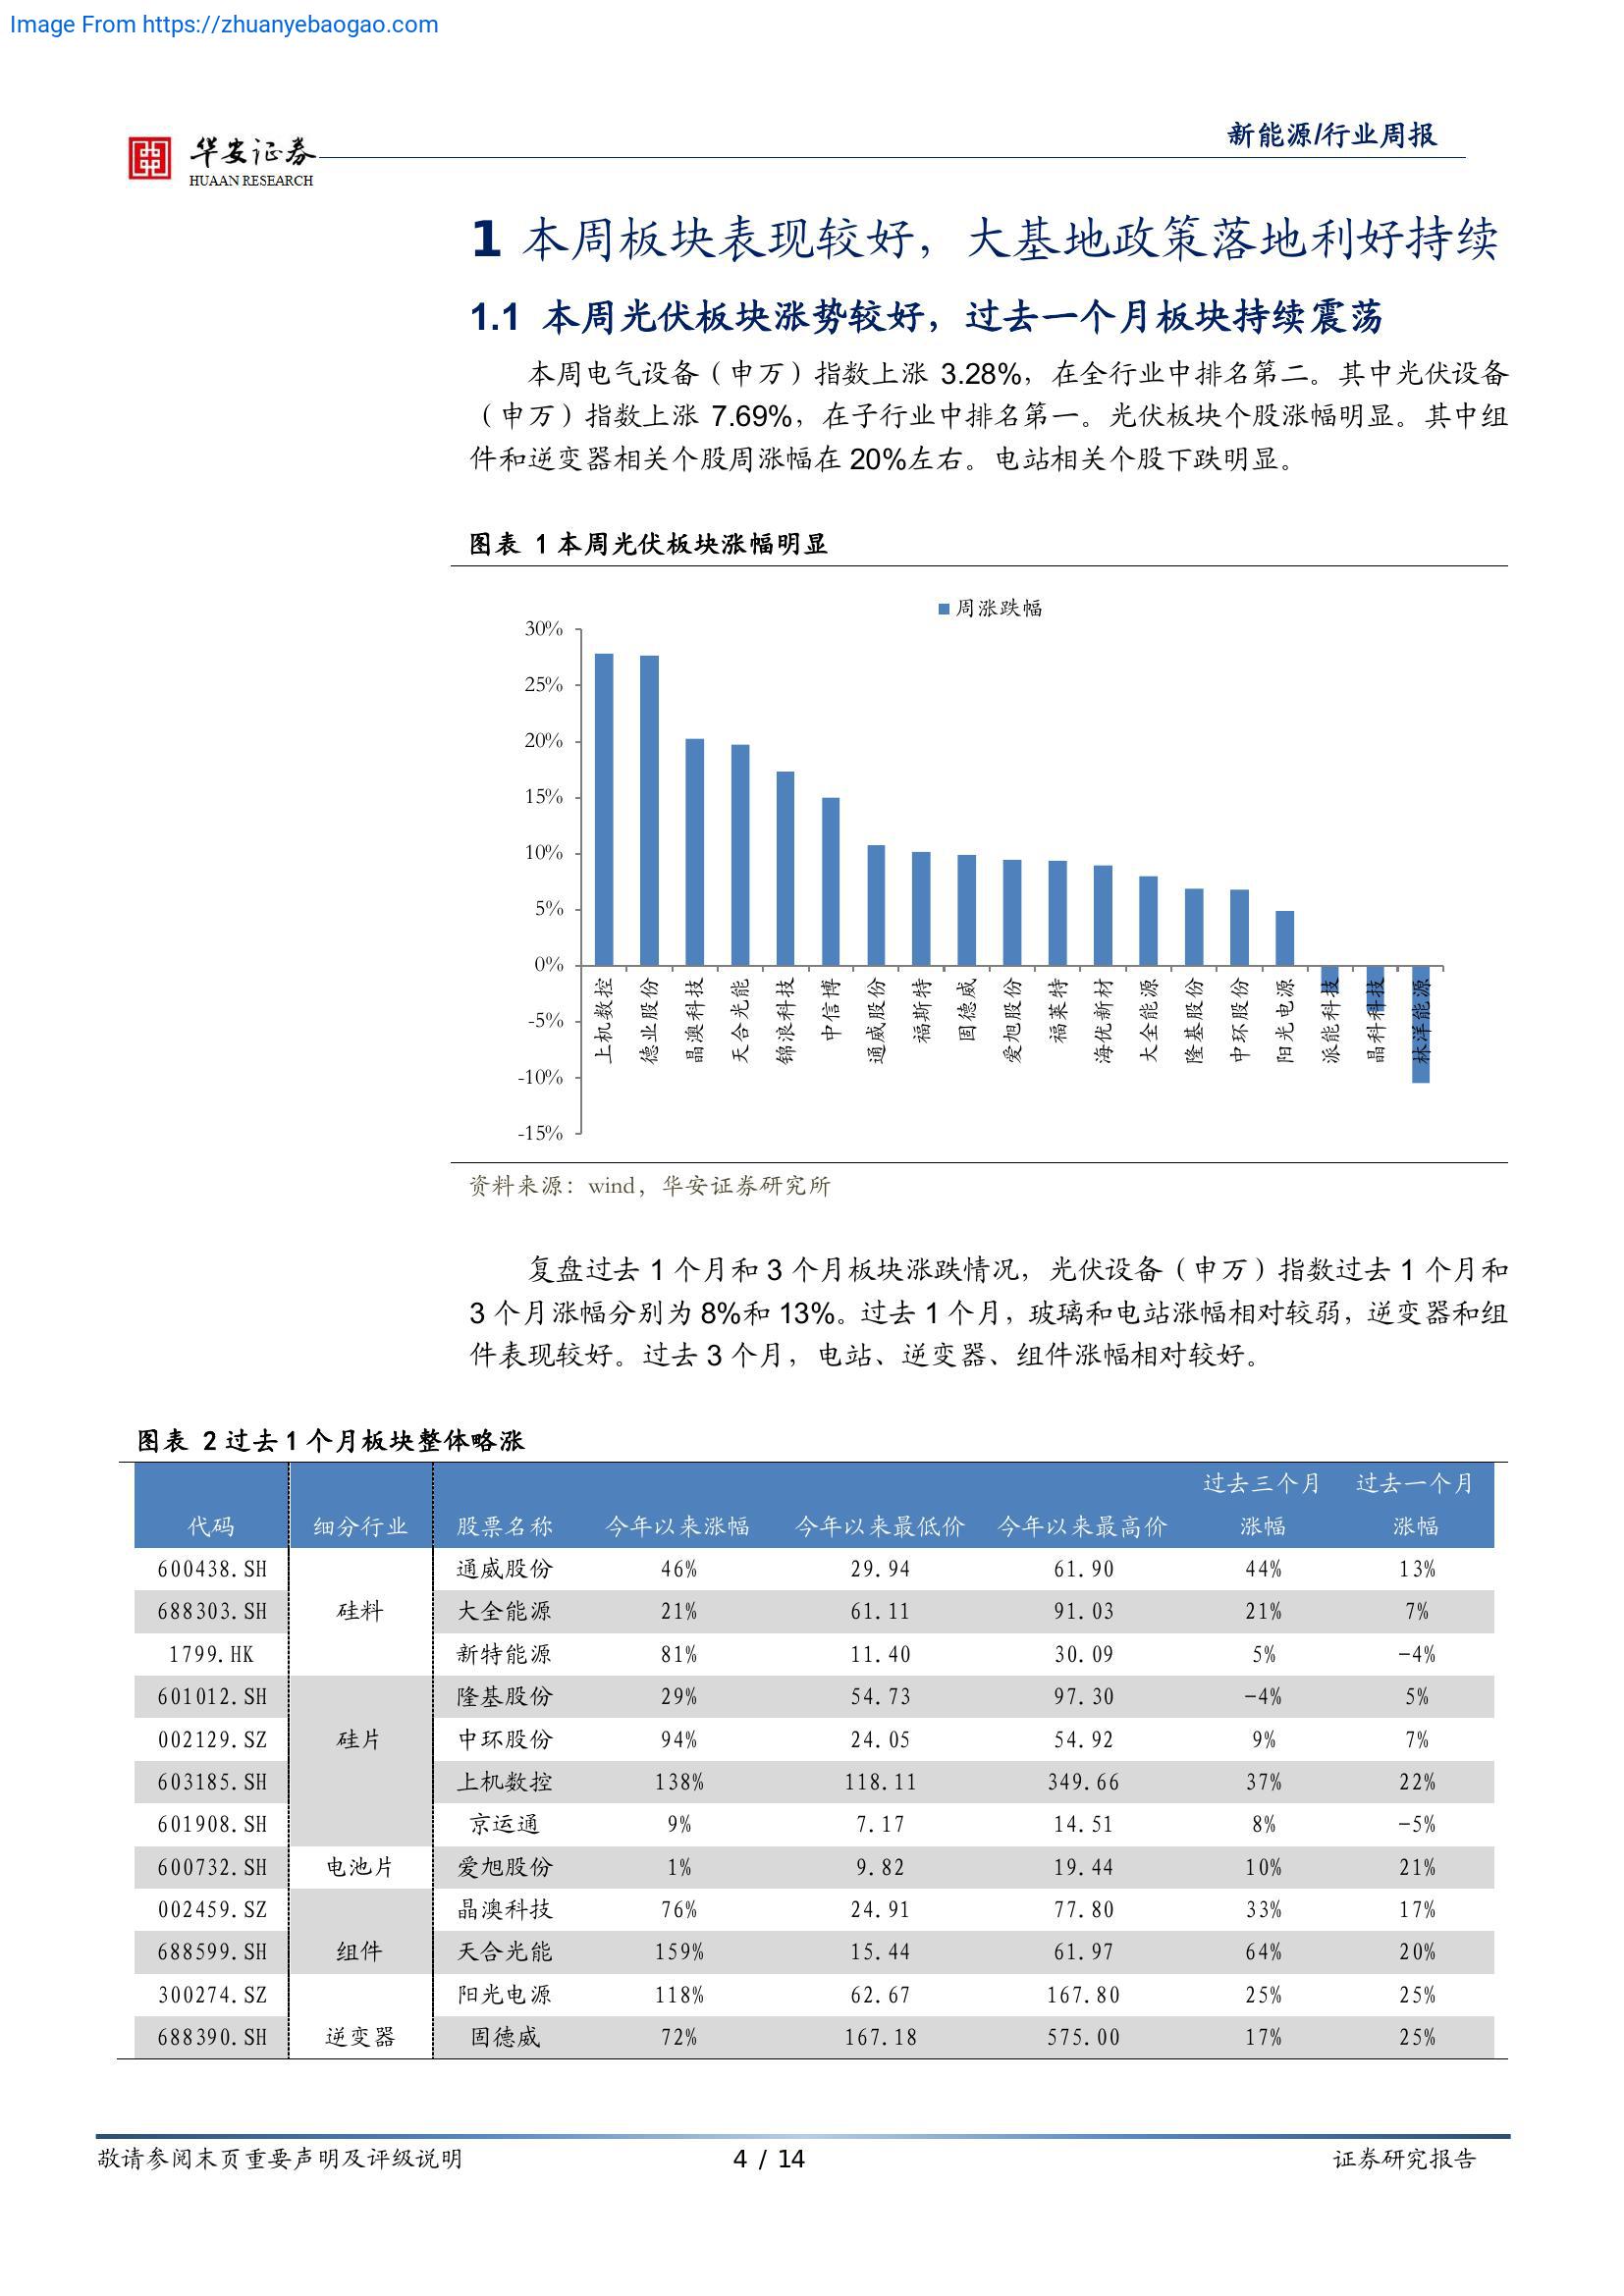 Image From https://zhuanyebaogao.com
华安证券
HUAAN RESEARCH
新能源/行业周报
1 本周板块表现较好，大基地政策落地利好持续
1.1 本周光伏板块涨势较好，过去一个月板块持续震荡
本周电气设备（申万）指数上涨 3.28%，在全行业中排名第二。其中光伏设备
（申万）指数上涨 7.69%，在子行业中排名第一。光伏板块个股涨幅明显。其中组
件和逆变器相关个股周涨幅在 20%左右。电站相关个股下跌明显。
图表 1 本周光伏板块涨幅明显
周涨跌幅
30%
25%
20%
15%
10%
5%
0%
-5%
-10%
-15%
上机数控
德业股份
晶澳科技
天合光能
锦浪科技
中信博
通威股份
福斯特
固德威
爱旭股份
福莱特
海优新材
大全能源
隆基股份
中环股份
阳光电源
派能科技
晶科科技
林洋能源
资料来源：wind，华安证券研究所
复盘过去 1 个月和 3 个月板块涨跌情况，光伏设备（申万）指数过去 1 个月和
3 个月涨幅分别为 8%和 13%。过去 1 个月，玻璃和电站涨幅相对较弱，逆变器和组
件表现较好。过去 3 个月，电站、逆变器、组件涨幅相对较好。
图表 2 过去 1 个月板块整体略涨
过去三个月 过去一个月
代码 细分行业 股票名称 今年以来涨幅 今年以来最低价 今年以来最高价 涨幅 涨幅
600438.SH 通威股份 46% 29.94 61.90 44% 13%
688303.SH 硅料 大全能源 21% 61.11 91.03 21% 7%
1799.HK 新特能源 81% 11.40 30.09 5% -4%
601012.SH 隆基股份 29% 54.73 97.30 -4% 5%
002129.SZ 硅片 中环股份 94% 24.05 54.92 9% 7%
603185.SH 上机数控 138% 118.11 349.66 37% 22%
601908.SH 京运通 9% 7.17 14.51 8% -5%
600732.SH 电池片 爱旭股份 1% 9.82 19.44 10% 21%
002459.SZ 晶澳科技 76% 24.91 77.80 33% 17%
688599.SH 组件 天合光能 159% 15.44 61.97 64% 20%
300274.SZ 阳光电源 118% 62.67 167.80 25% 25%
688390.SH 逆变器 固德威 72% 167.18 575.00 17% 25%
敬请参阅末页重要声明及评级说明 4 / 14 证券研究报告